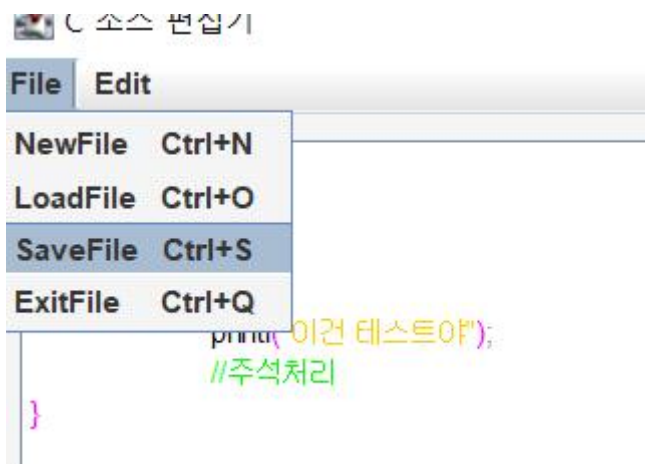 C 소스 편집기
File Edit
NewFile Ctrl+N
LoadFile Ctrl+O
SaveFile Ctrl+S
ExitFile Ctrl+Q
printf("이건 테스트야");
//주석처리
}